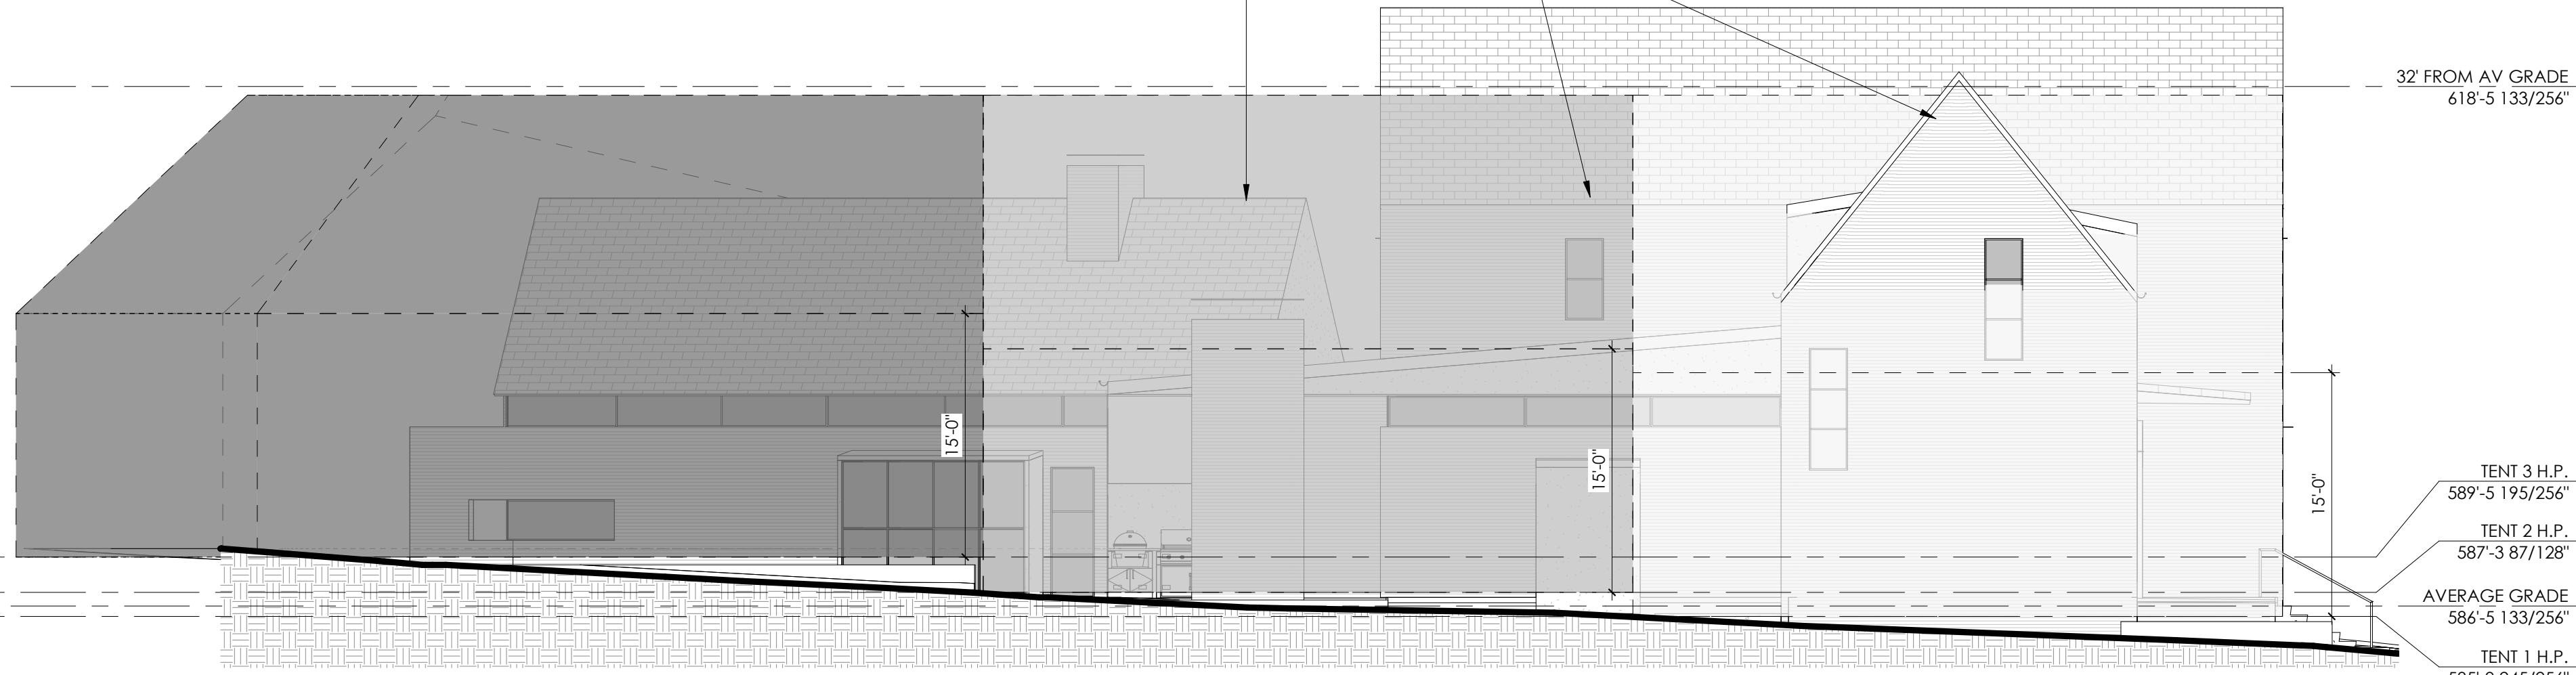 32' FROM AV GRADE
618'-5 133/256"
15'-0"
15'-0"
15'-0"
TENT 3 H.P.
589'-5 195/256"
TENT 2 H.P.
587'-3 87/128"
AVERAGE GRADE
586'-5 133/256"
TENT 1 H.P.